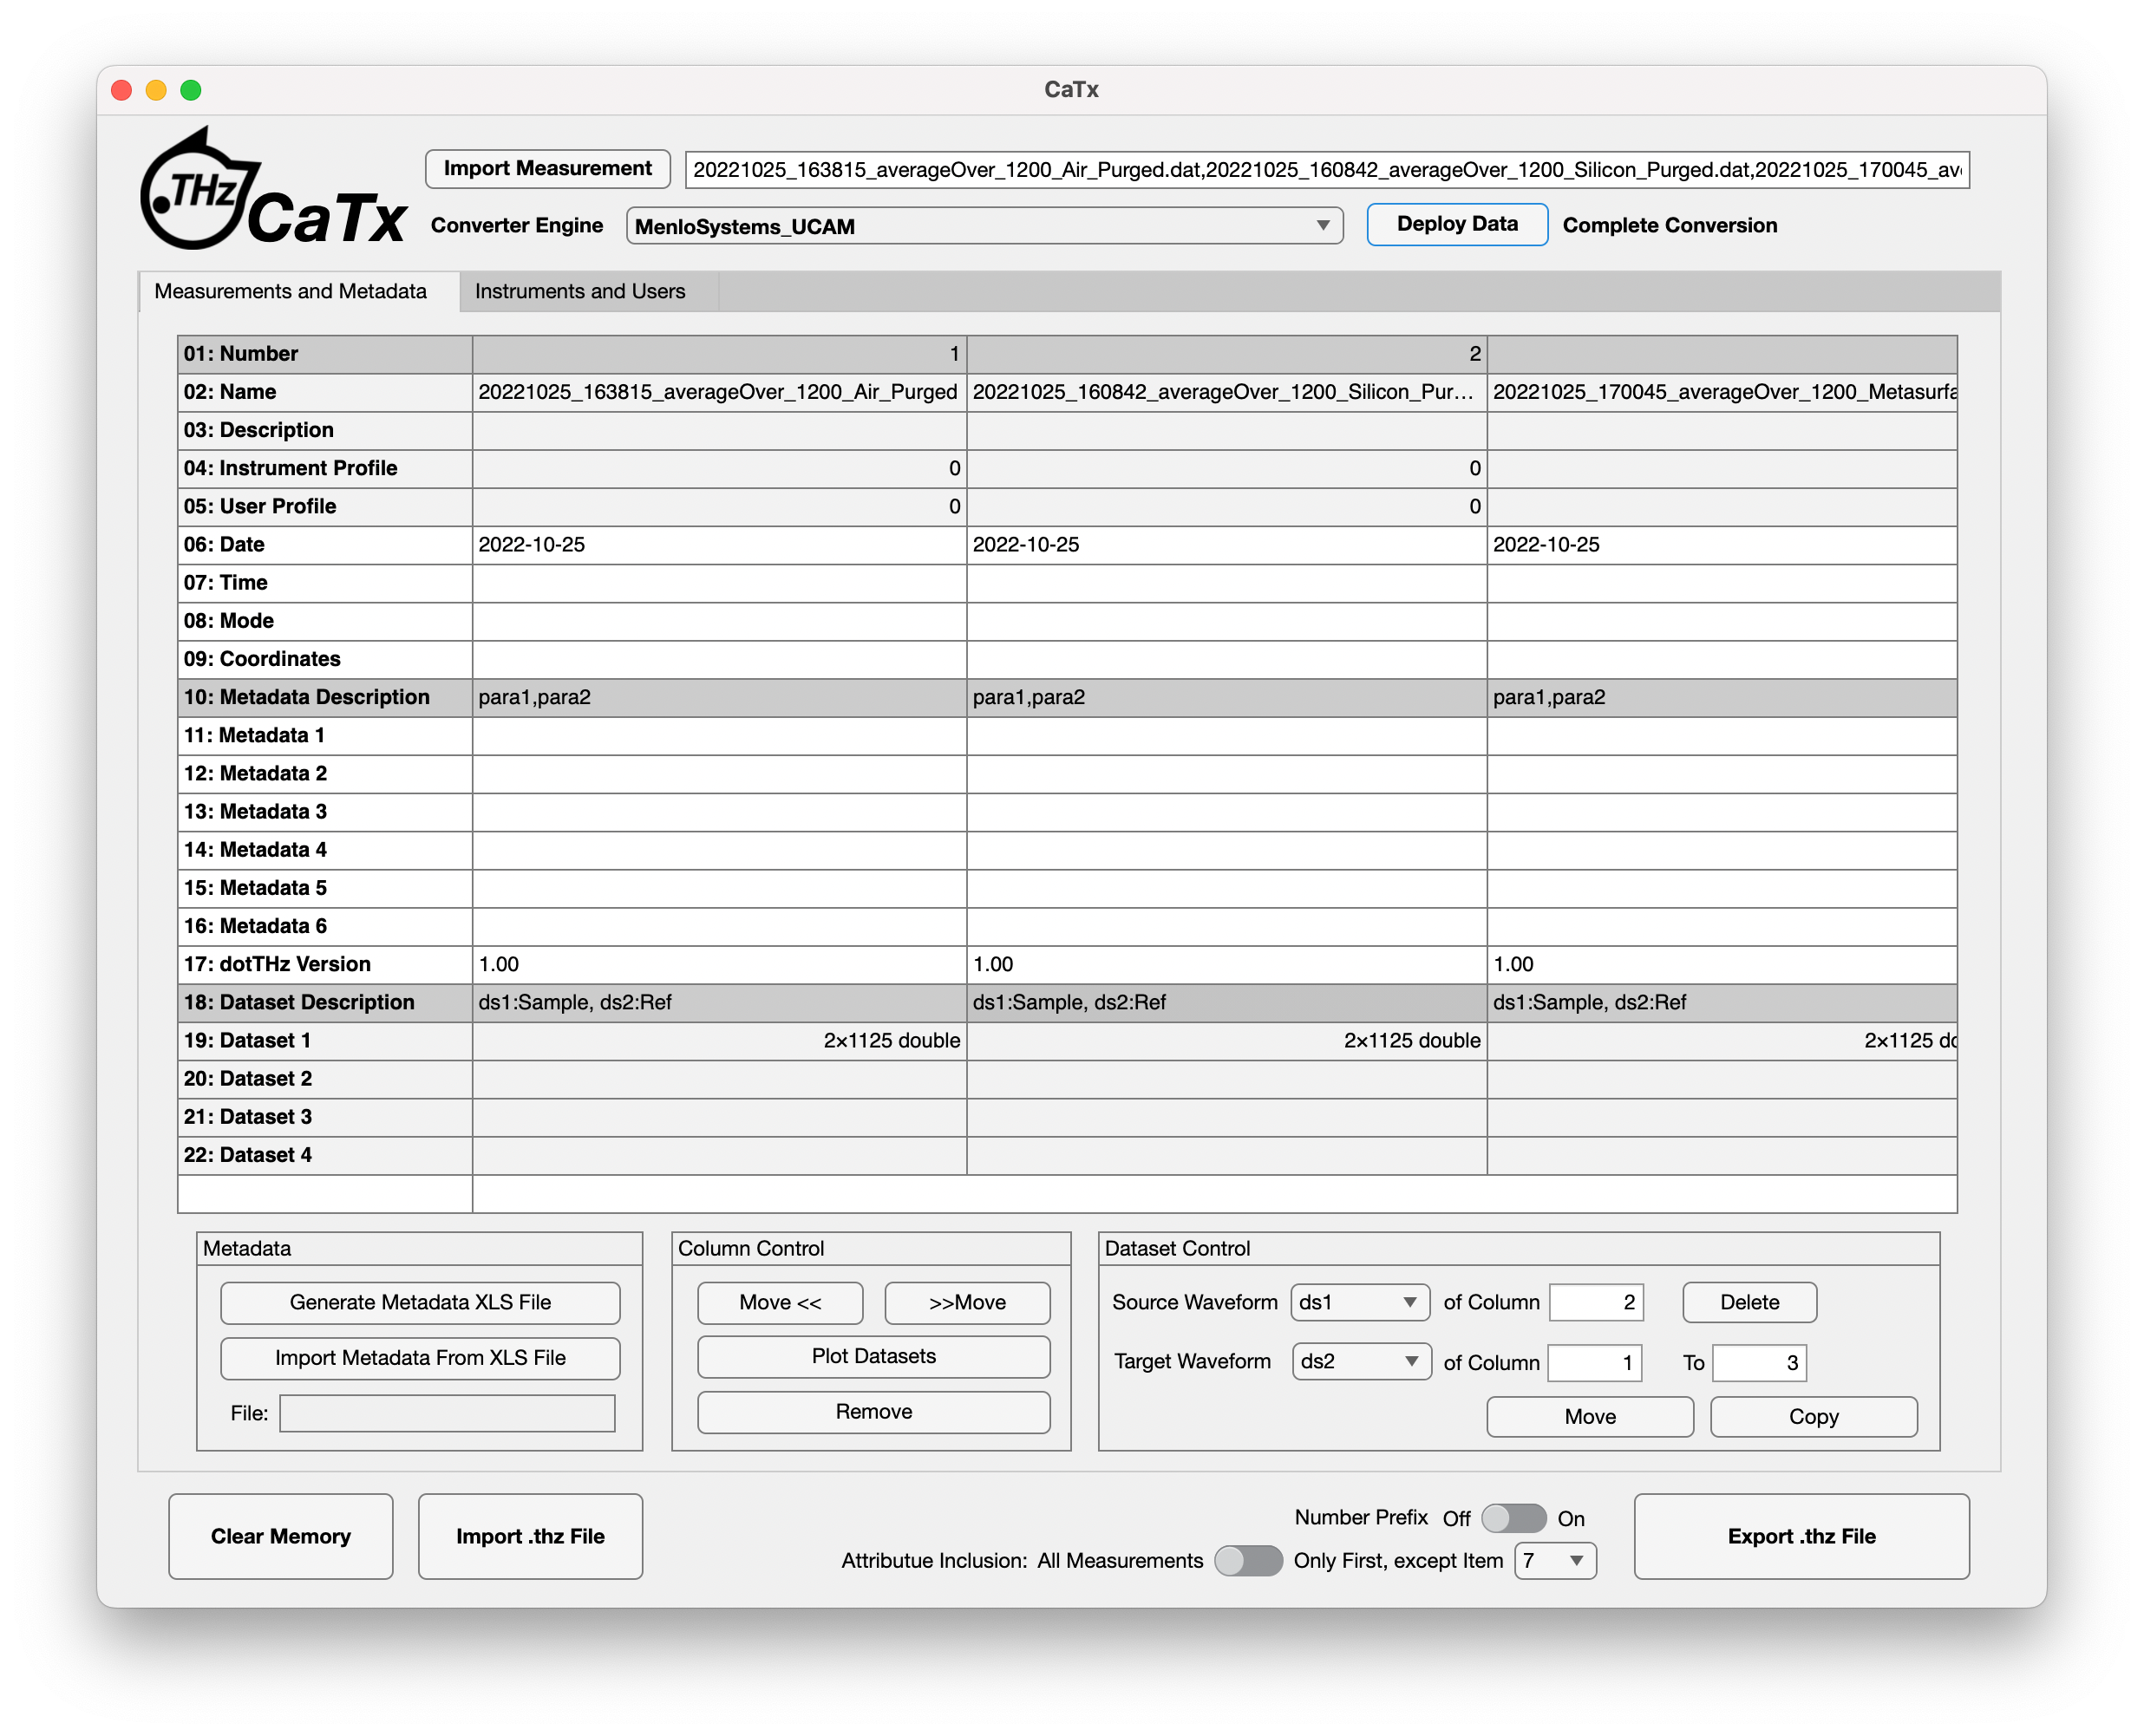 CaTx
.THz CaTx
Import Measurement 20221025_163815_averageOver_1200_Air_Purged.dat,20221025_160842_averageOver_1200_Silicon_Purged.dat,20221025_170045_av
Converter Engine MenloSystems_UCAM Deploy Data Complete Conversion
Measurements and Metadata Instruments and Users
01: Number 1 2
02: Name 20221025_163815_averageOver_1200_Air_Purged 20221025_160842_averageOver_1200_Silicon_Pur... 20221025_170045_averageOver_1200_Metasurfa
03: Description
04: Instrument Profile 0 0
05: User Profile 0 0
06: Date 2022-10-25 2022-10-25 2022-10-25
07: Time
08: Mode
09: Coordinates
10: Metadata Description para1,para2 para1,para2 para1,para2
11: Metadata 1
12: Metadata 2
13: Metadata 3
14: Metadata 4
15: Metadata 5
16: Metadata 6
17: dotTHz Version 1.00 1.00 1.00
18: Dataset Description ds1:Sample, ds2:Ref ds1:Sample, ds2:Ref ds1:Sample, ds2:Ref
19: Dataset 1 2×1125 double 2×1125 double 2×1125 do
20: Dataset 2
21: Dataset 3
22: Dataset 4
Metadata
Generate Metadata XLS File
Import Metadata From XLS File
File:
Column Control
Move << >>Move
Plot Datasets
Remove
Dataset Control
Source Waveform ds1 of Column 2 Delete
Target Waveform ds2 of Column 1 To 3
Move Copy
Clear Memory Import .thz File
Number Prefix Off On
Attributue Inclusion: All Measurements Only First, except Item 7
Export .thz File